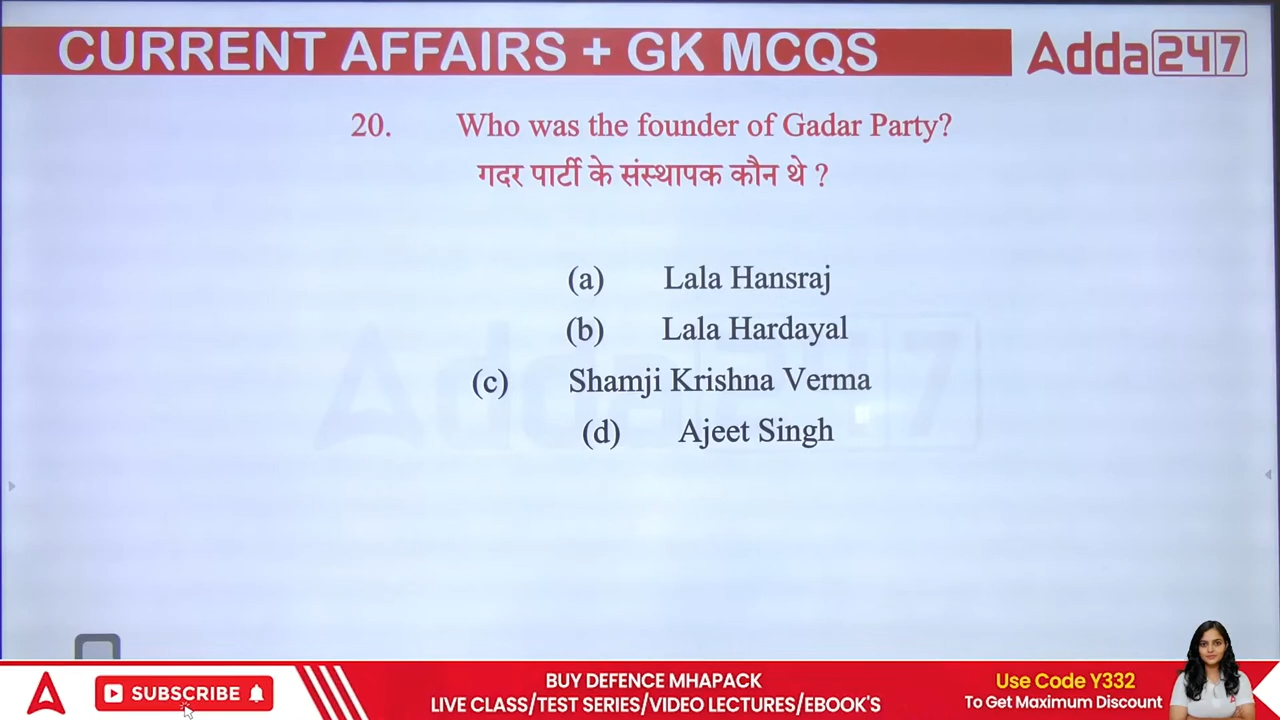 CURRENT AFFAIRS + GK MCQS
Adda247
20. Who was the founder of Gadar Party?
गदर पार्टी के संस्थापक कौन थे ?
(a) Lala Hansraj
(b) Lala Hardayal
(c) Shamji Krishna Verma
(d) Ajeet Singh
Adda247
SUBSCRIBE
BUY DEFENCE MHAPACK
LIVE CLASS/TEST SERIES/VIDEO LECTURES/EBOOK'S
Use Code Y332
To Get Maximum Discount